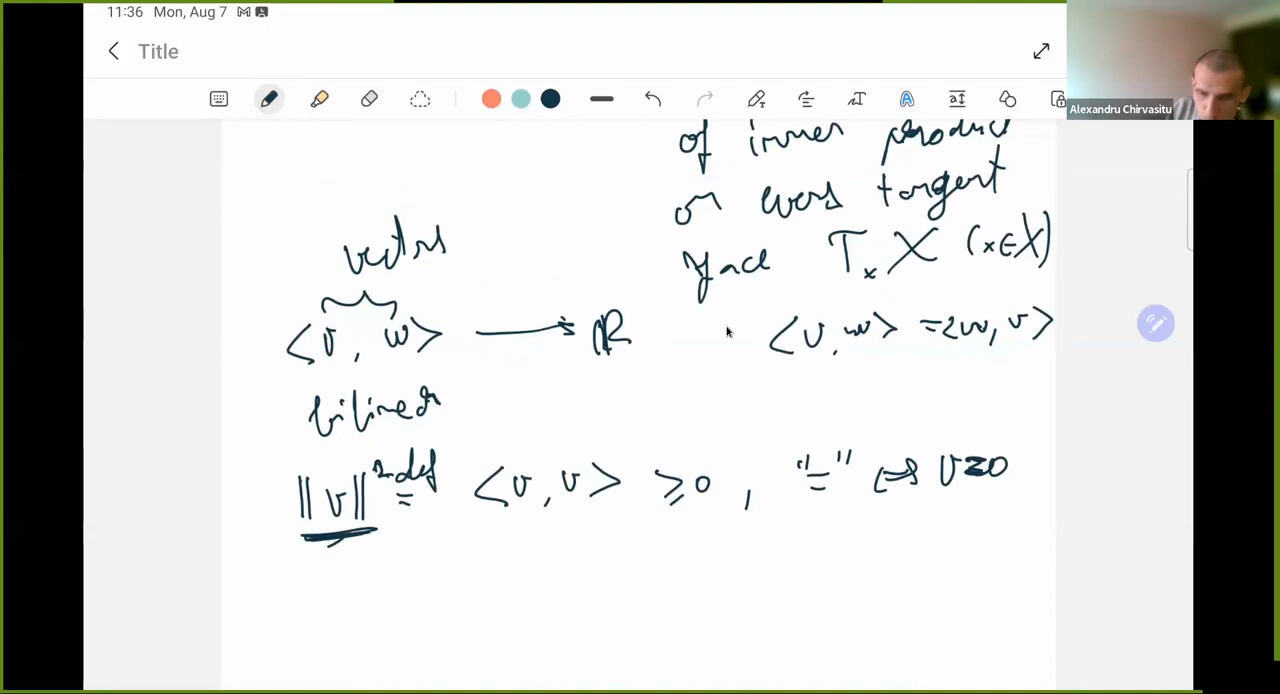 11:36 Mon, Aug 7
Title
Alexandru Chirvasitu
of inner product
on every tangent
space TₓX (x∈X)
vectors
<v, w> → ℝ
<v, w> = <w, v>
bilinear
‖v‖² def = <v, v> ≥ 0, "=" ⇔ v=0